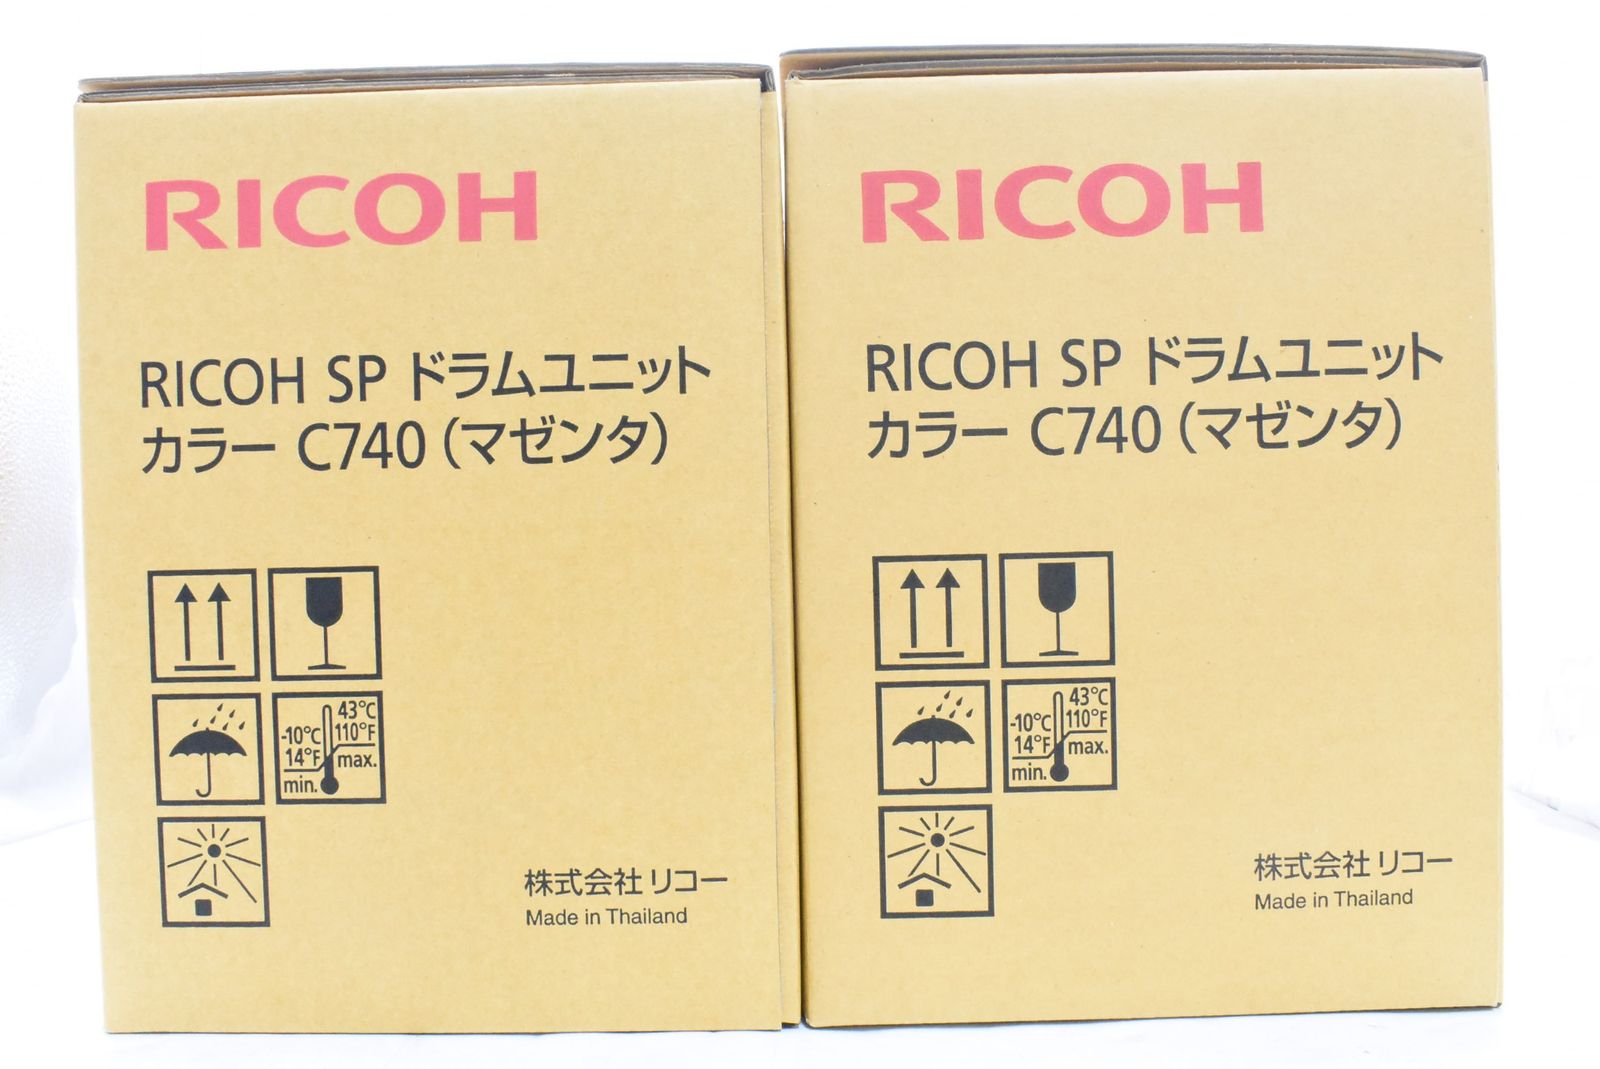 RICOH
RICOH SP ドラムユニット
カラー C740（マゼンタ）
-10°C
14°F
min.
43°C
110°F
max.
株式会社 リコー
Made in Thailand
RICOH
RICOH SP ドラムユニット
カラー C740（マゼンタ）
-10°C
14°F
min.
43°C
110°F
max.
株式会社 リコー
Made in Thailand